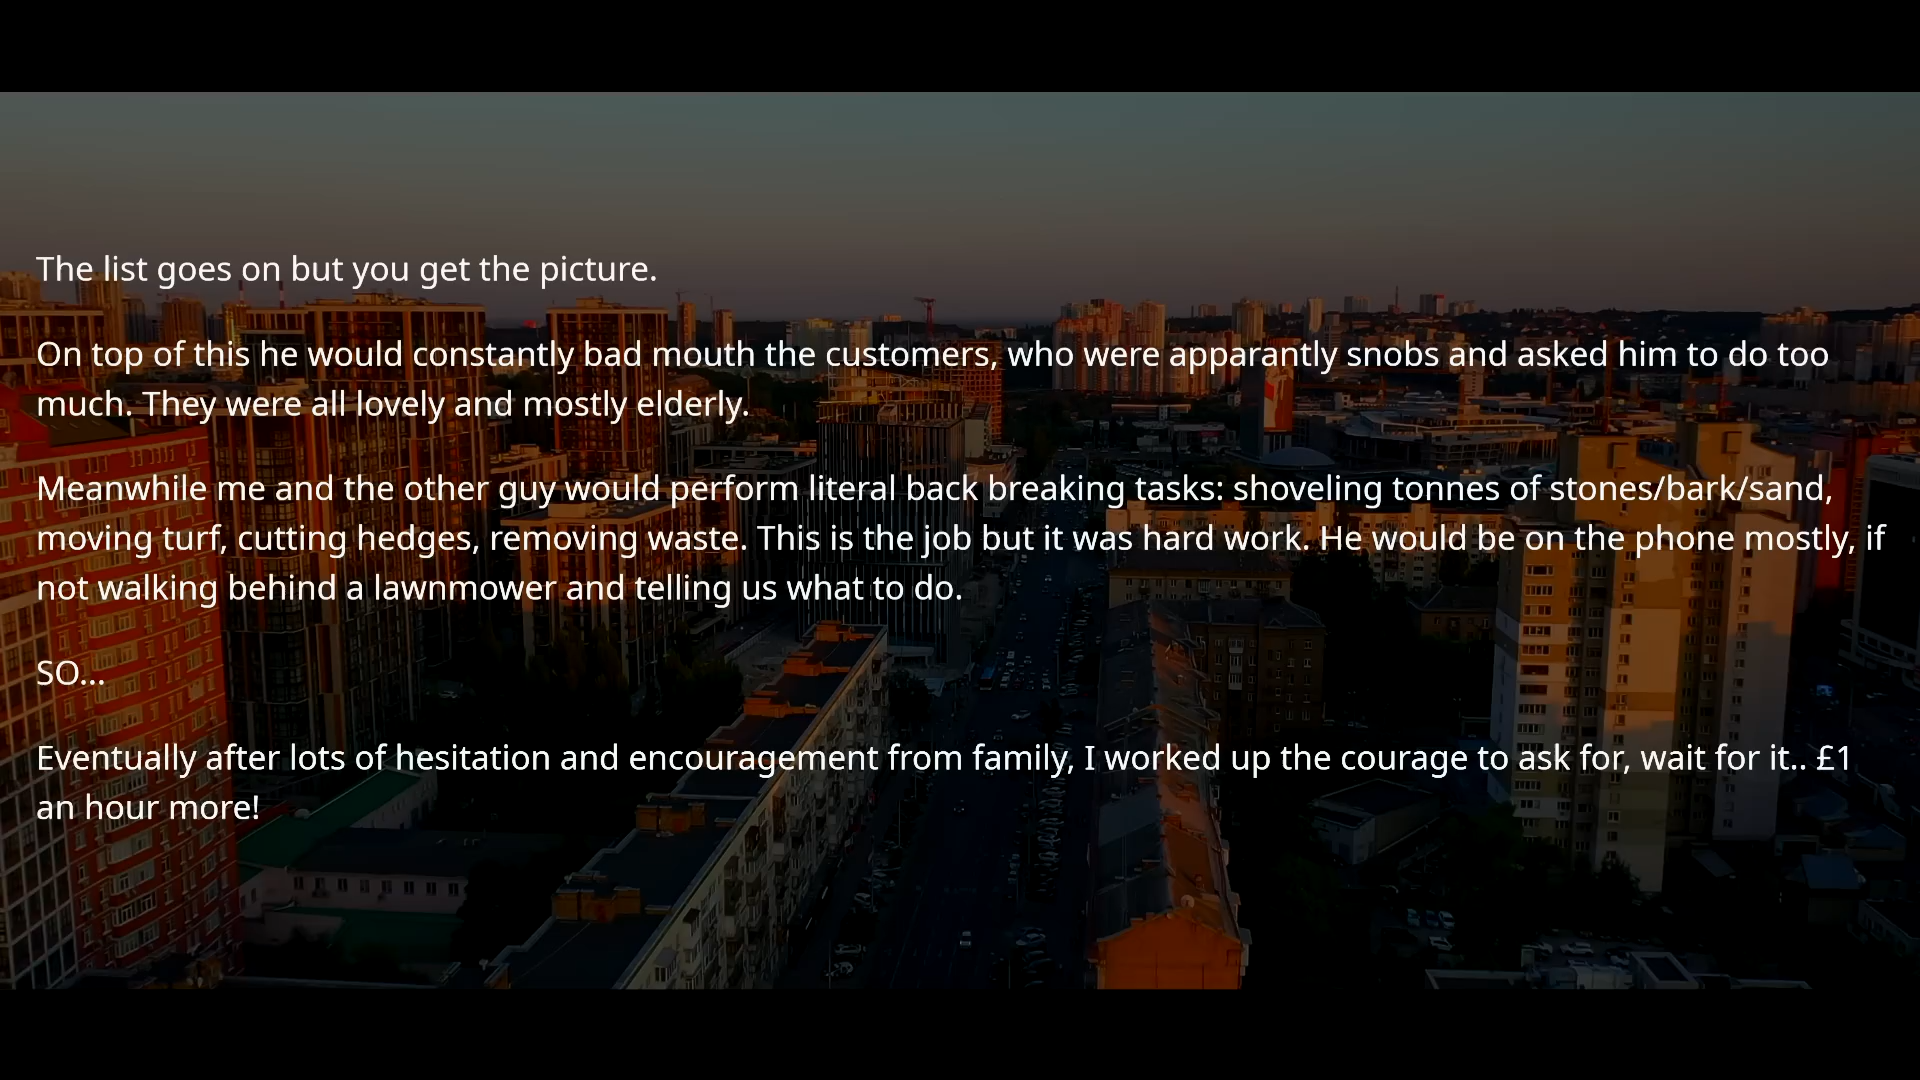 The list goes on but you get the picture.
On top of this he would constantly bad mouth the customers, who were apparantly snobs and asked him to do too
much. They were all lovely and mostly elderly.
Meanwhile me and the other guy would perform literal back breaking tasks: shoveling tonnes of stones/bark/sand,
moving turf, cutting hedges, removing waste. This is the job but it was hard work. He would be on the phone mostly, if
not walking behind a lawnmower and telling us what to do.
SO...
Eventually after lots of hesitation and encouragement from family, I worked up the courage to ask for, wait for it.. £1
an hour more!